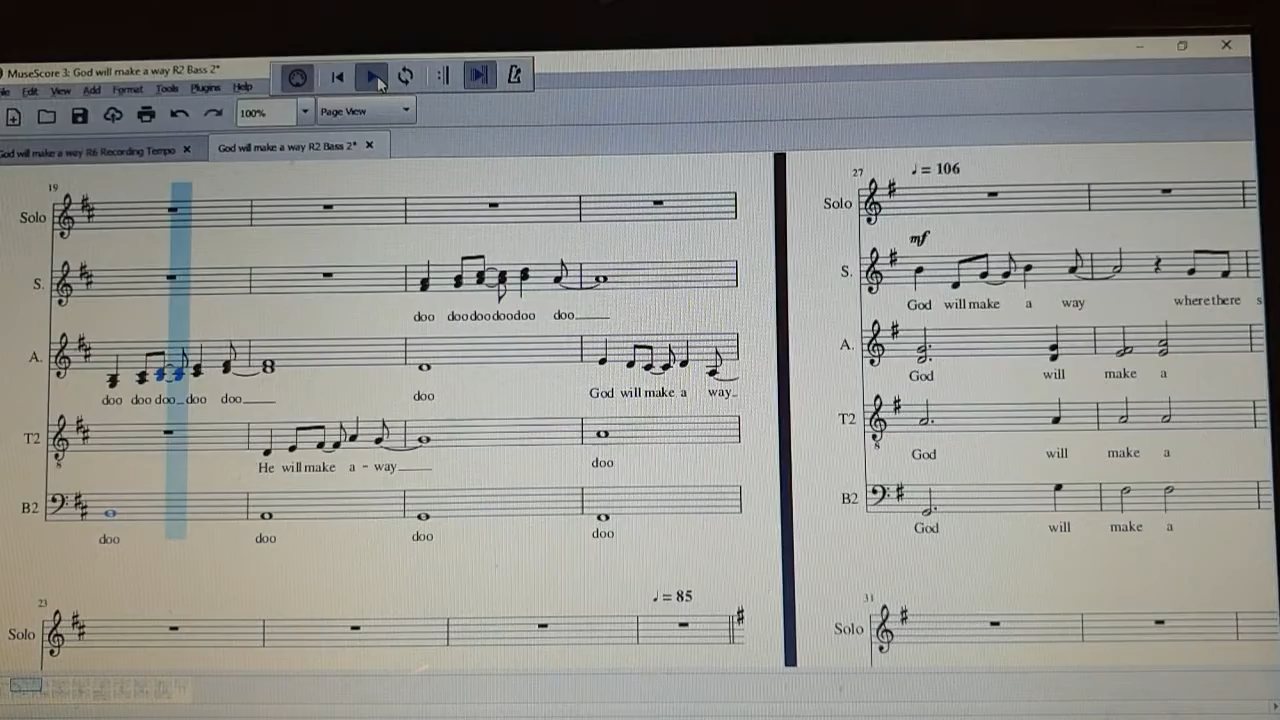 MuseScore 3: God will make a way R2 Bass 2*
Edit View Add Format Tools Plugins Help
100% Page View
God will make a way R6 Recording Tempo
God will make a way R2 Bass 2*
19
Solo
S.
doo doo doo doo doo doo
A.
doo doo doo doo doo doo God will make a way
T2
He will make a - way doo
B2
doo doo doo doo
23
♩ = 85
Solo
27
♩ = 106
Solo
mf
S.
God will make a way where there s
A.
God will make a
T2
God will make a
B2
God will make a
31
Solo